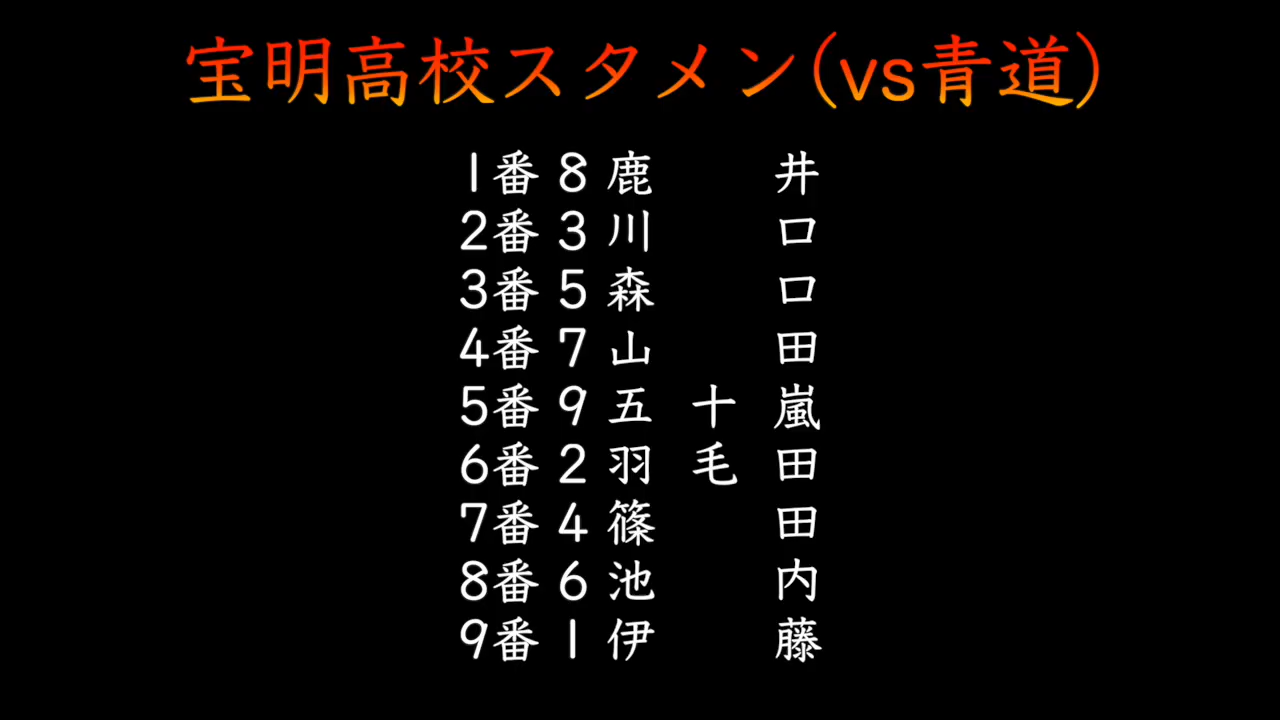 宝明高校スタメン(vs青道)
1番 8 鹿井
2番 3 川口
3番 5 森口
4番 7 山田
5番 9 五十嵐
6番 2 羽毛田
7番 4 篠田
8番 6 池内
9番 1 伊藤